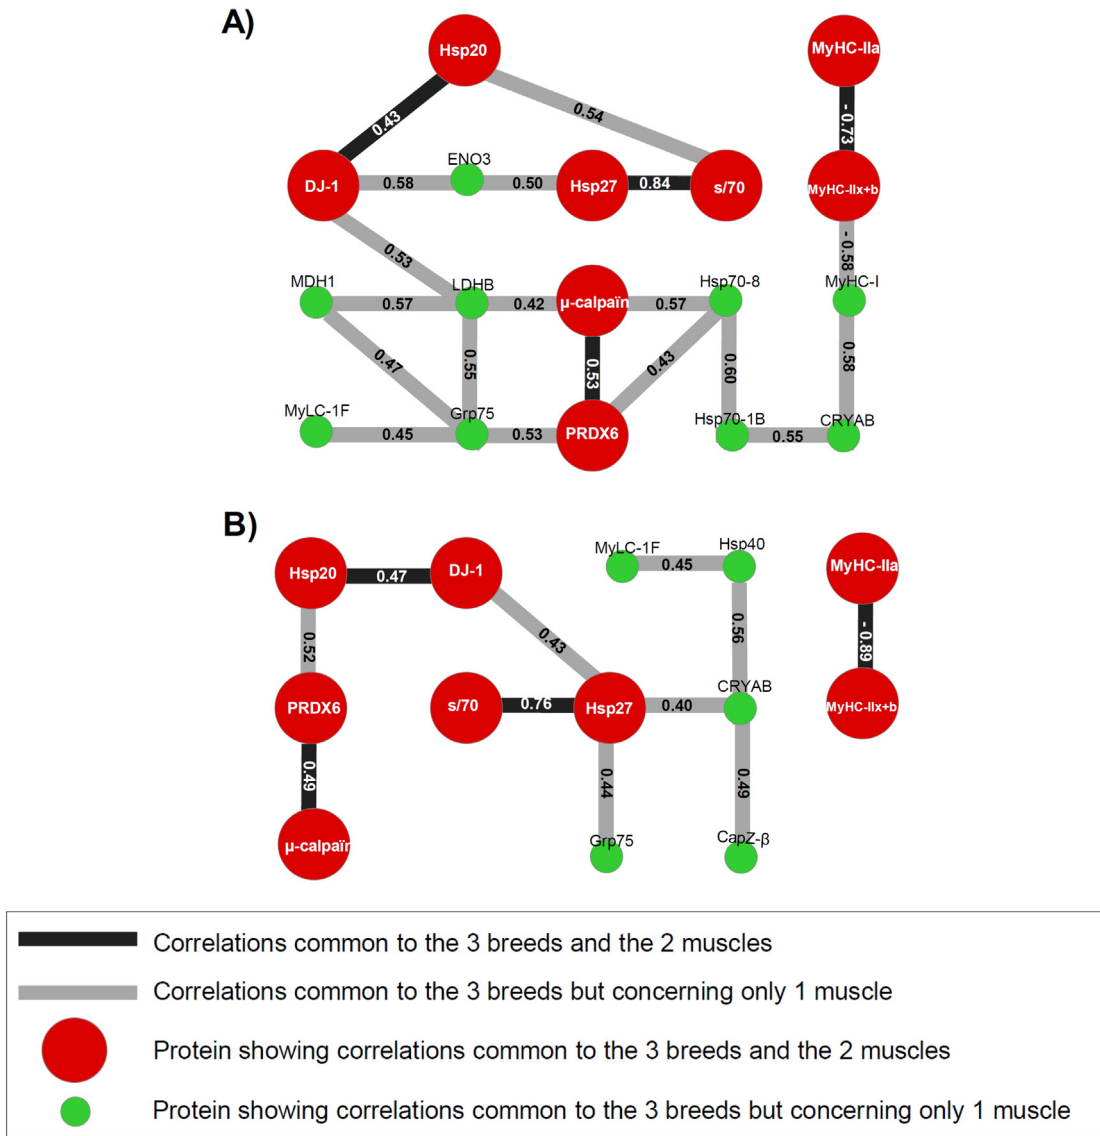 A)
Hsp20
MyHC-IIa
0.43
0.54
- 0.73
ENO3
DJ-1
0.58
0.50
Hsp27
0.84
s/70
MyHC-IIx+b
0.53
- 0.58
MDH1
LDHB
Hsp70-8
MyHC-I
0.57
0.42
µ-calpaïn
0.57
0.47
0.55
0.53
0.43
0.60
0.58
MyLC-1F
Grp75
Hsp70-1B
CRYAB
0.45
0.53
PRDX6
0.55
B)
MyLC-1F
Hsp40
Hsp20
0.47
DJ-1
0.45
MyHC-IIa
0.52
0.43
0.56
- 0.89
CRYAB
PRDX6
s/70
0.76
Hsp27
0.40
MyHC-IIx+b
0.49
0.44
0.49
µ-calpaïn
Grp75
CapZ-β
Correlations common to the 3 breeds and the 2 muscles
Correlations common to the 3 breeds but concerning only 1 muscle
Protein showing correlations common to the 3 breeds and the 2 muscles
Protein showing correlations common to the 3 breeds but concerning only 1 muscle